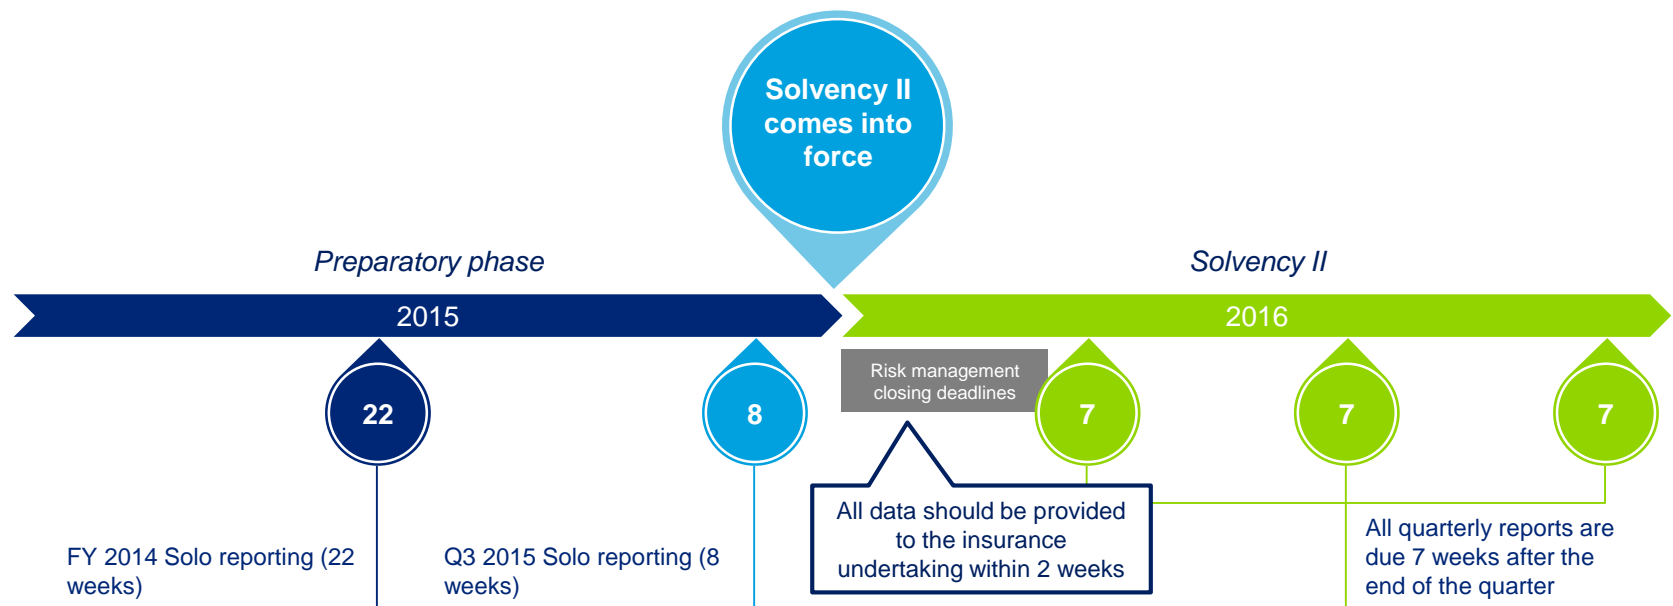 Solvency II
comes into
force
Preparatory phase
Solvency II
2015
2016
Risk management
closing deadlines
22
8
7
7
7
All data should be provided
to the insurance
undertaking within 2 weeks
FY 2014 Solo reporting (22
weeks)
Q3 2015 Solo reporting (8
weeks)
All quarterly reports are
due 7 weeks after the
end of the quarter